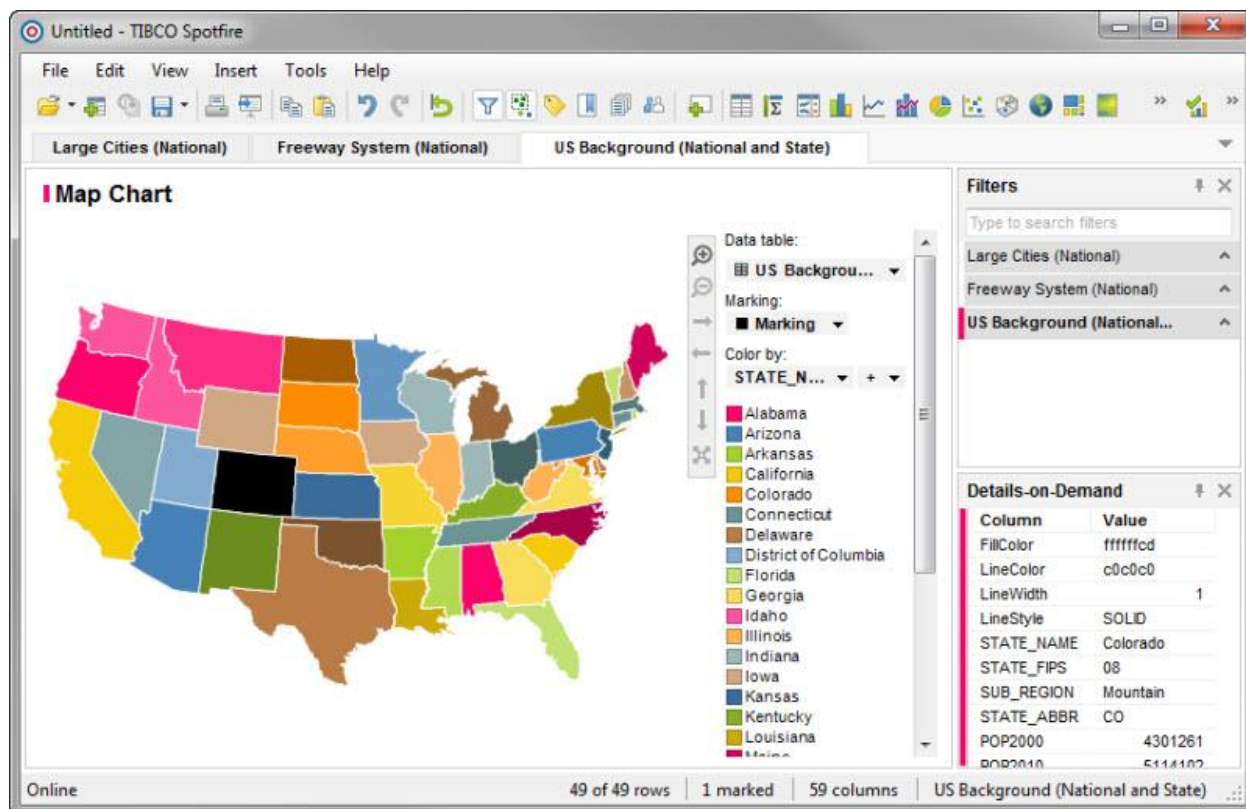 Untitled - TIBCO Spotfire
File Edit View Insert Tools Help
Large Cities (National) Freeway System (National) US Background (National and State)
Map Chart
Data table:
US Backgrou...
Marking:
Marking
Color by:
STATE_N... +
Alabama
Arizona
Arkansas
California
Colorado
Connecticut
Delaware
District of Columbia
Florida
Georgia
Idaho
Illinois
Indiana
Iowa
Kansas
Kentucky
Louisiana
Maine
Filters
Type to search filters
Large Cities (National)
Freeway System (National)
US Background (National...
Details-on-Demand
Column Value
FillColor ffffffcd
LineColor c0c0c0
LineWidth 1
LineStyle SOLID
STATE_NAME Colorado
STATE_FIPS 08
SUB_REGION Mountain
STATE_ABBR CO
POP2000 4301261
POP2010 5114102
Online 49 of 49 rows 1 marked 59 columns US Background (National and State)